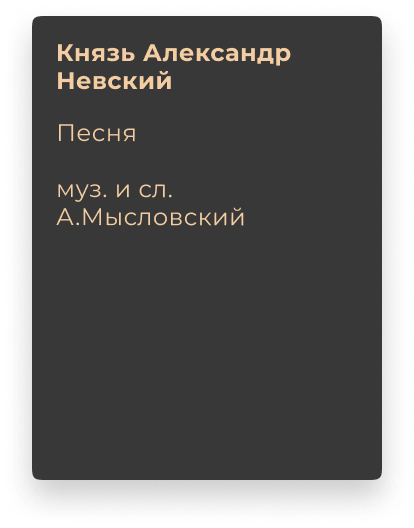 Князь Александр
Невский
Песня
муз. и сл.
А.Мысловский